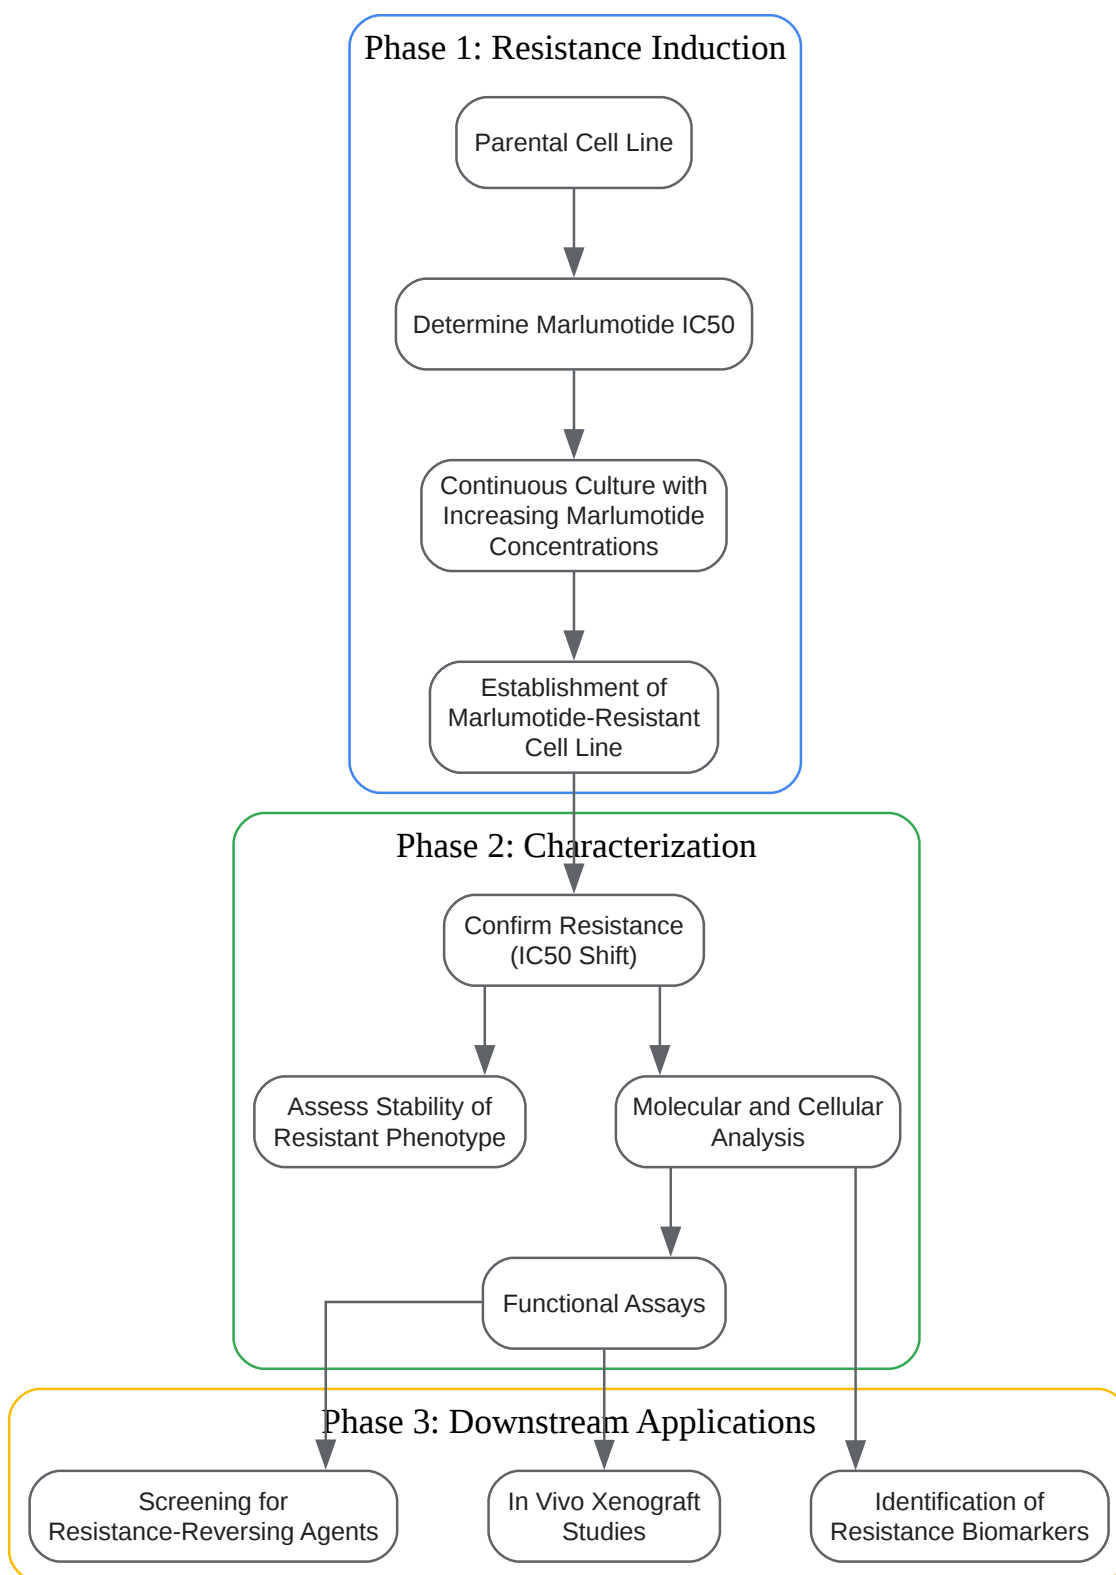 Phase 1: Resistance Induction
Parental Cell Line
Determine Marlumotide IC50
Continuous Culture with
Increasing Marlumotide
Concentrations
Establishment of
Marlumotide-Resistant
Cell Line
Phase 2: Characterization
Confirm Resistance
(IC50 Shift)
Assess Stability of
Resistant Phenotype
Molecular and Cellular
Analysis
Functional Assays
Phase 3: Downstream Applications
Screening for
Resistance-Reversing Agents
In Vivo Xenograft
Studies
Identification of
Resistance Biomarkers